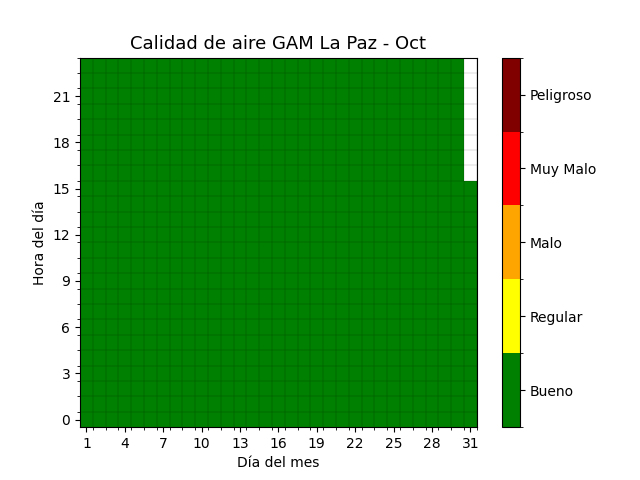 Calidad de aire GAM La Paz - Oct
Hora del día
21
18
15
12
9
6
3
0
1 4 7 10 13 16 19 22 25 28 31
Día del mes
Peligroso
Muy Malo
Malo
Regular
Bueno